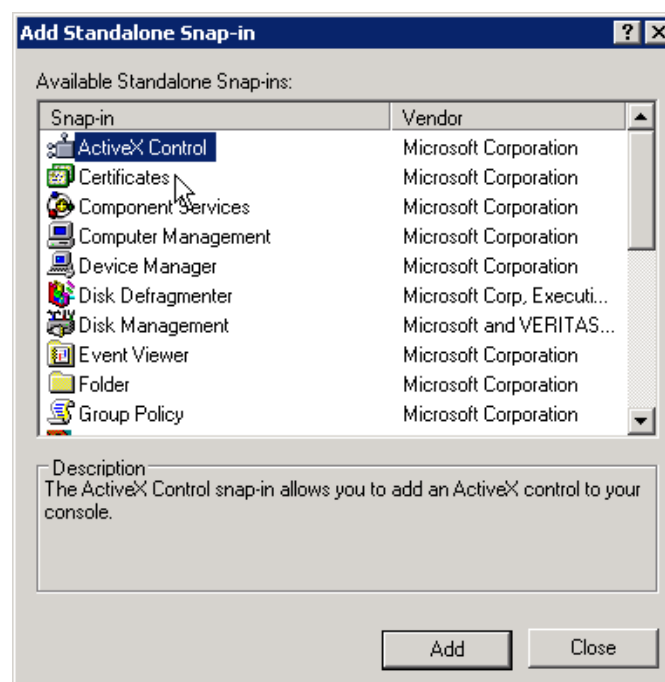 Add Standalone Snap-in
Available Standalone Snap-ins:
Snap-in Vendor
ActiveX Control Microsoft Corporation
Certificates Microsoft Corporation
Component Services Microsoft Corporation
Computer Management Microsoft Corporation
Device Manager Microsoft Corporation
Disk Defragmenter Microsoft Corp, Executi...
Disk Management Microsoft and VERITAS...
Event Viewer Microsoft Corporation
Folder Microsoft Corporation
Group Policy Microsoft Corporation
Description
The ActiveX Control snap-in allows you to add an ActiveX control to your
console.
Add Close